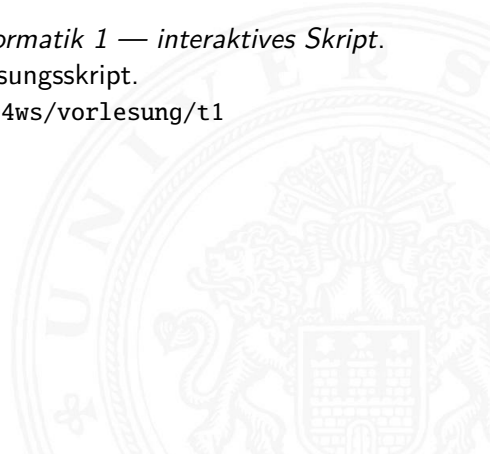 ormatik 1 — interaktives Skript.
sungsskript.
4ws/vorlesung/t1
U N I V E R S